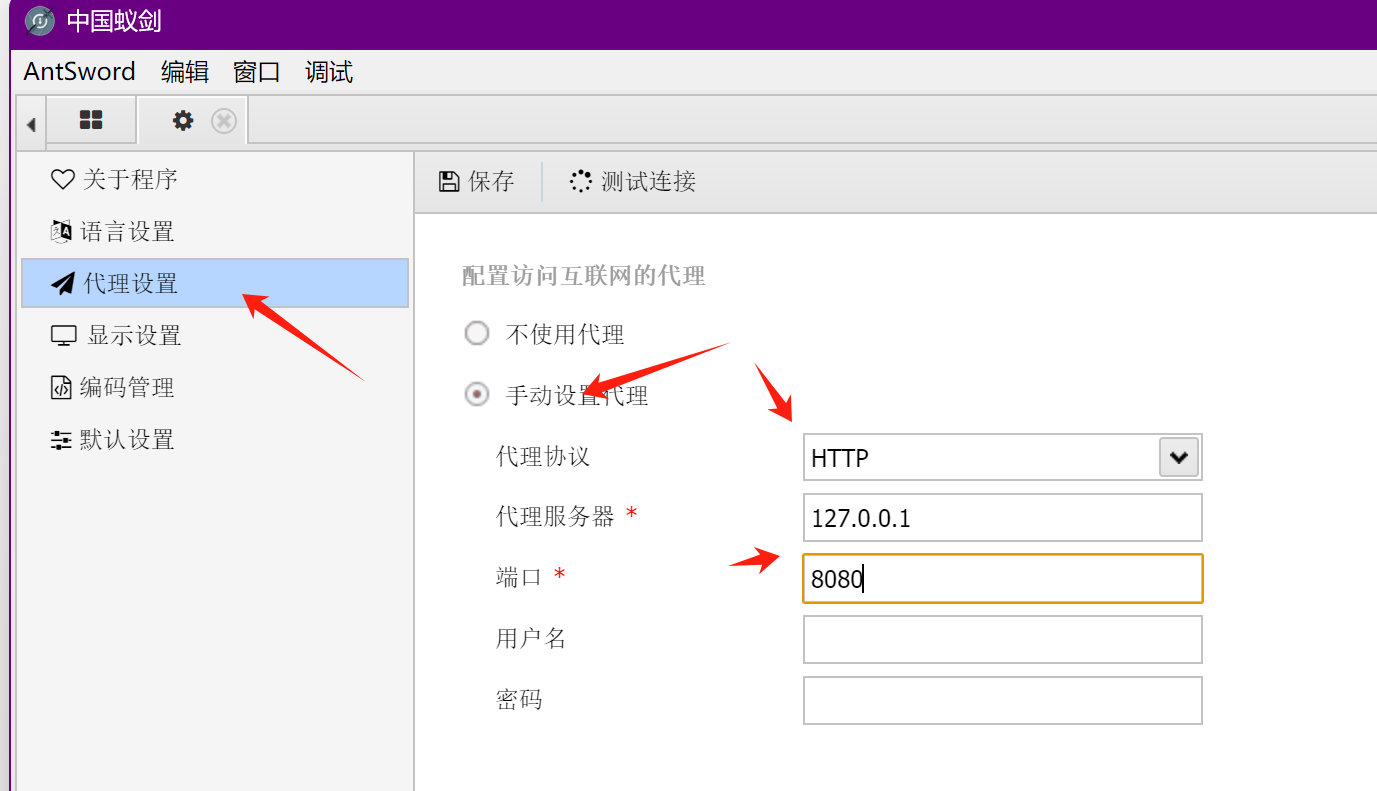 中国蚁剑
AntSword 编辑 窗口 调试
关于程序
语言设置
代理设置
显示设置
编码管理
默认设置
保存 测试连接
配置访问互联网的代理
不使用代理
手动设置代理
代理协议 HTTP
代理服务器 * 127.0.0.1
端口 * 8080
用户名
密码